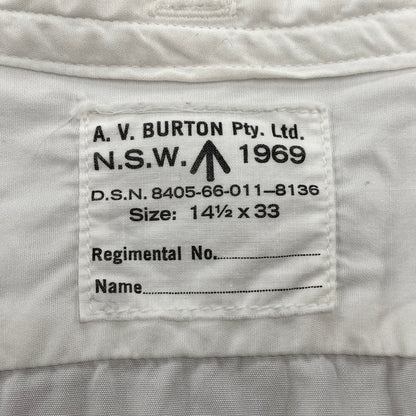 A. V. BURTON Pty. Ltd.
N.S.W. 1969
D.S.N. 8405-66-011-8136
Size: 14½ x 33
Regimental No.
Name